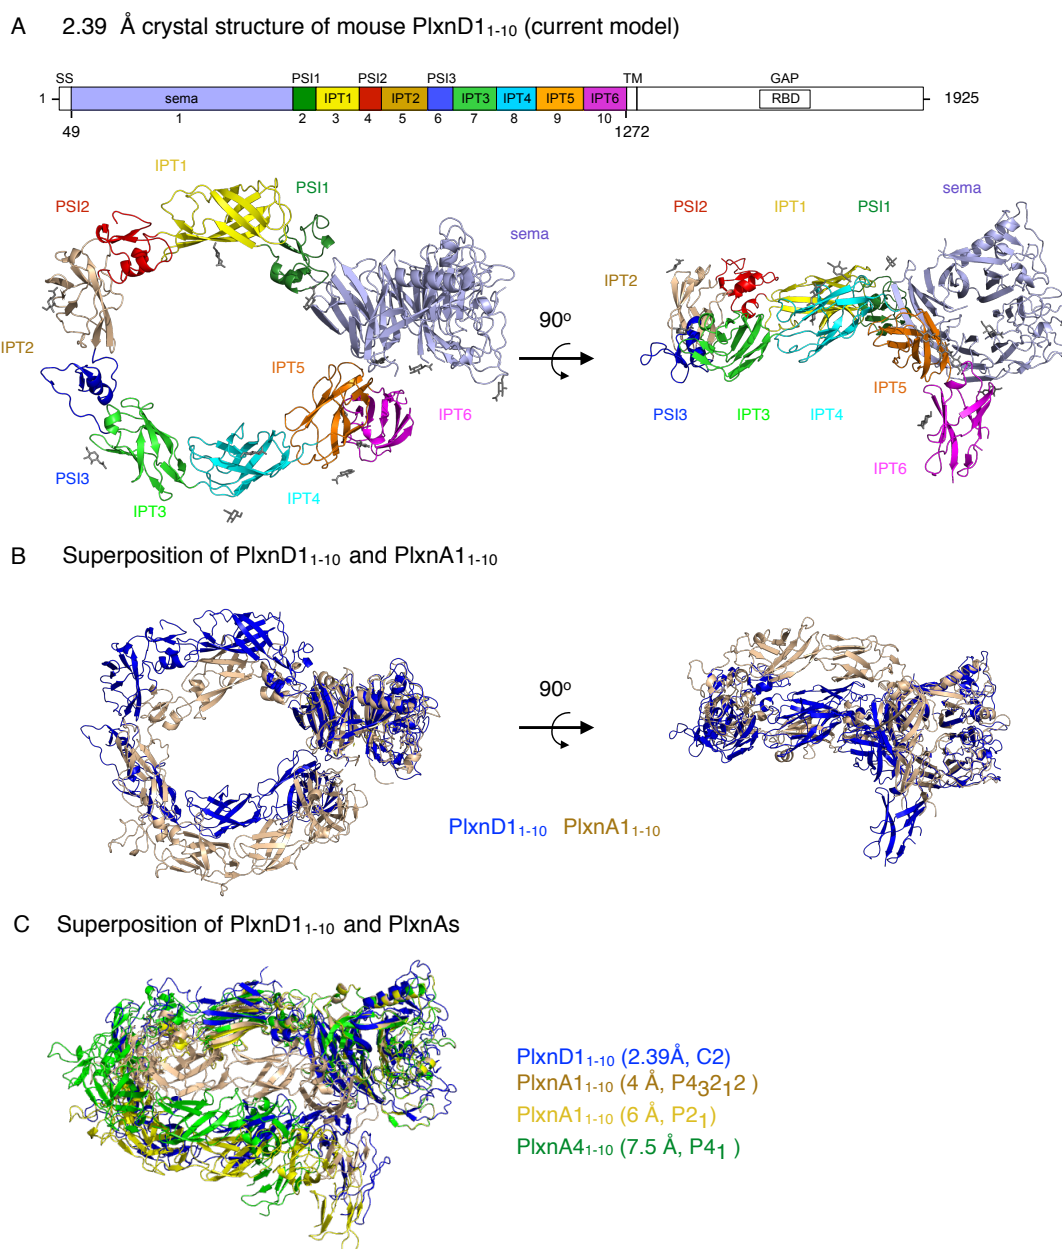 A 2.39 Å crystal structure of mouse PlxnD1₁₋₁₀ (current model)
SS PSI1 PSI2 PSI3 TM GAP
1 sema IPT1 IPT2 IPT3 IPT4 IPT5 IPT6 RBD 1925
1 2 3 4 5 6 7 8 9 10
49 1272
IPT1
PSI1
PSI2
sema
IPT2
IPT5
IPT6
PSI3
IPT4
IPT3
90º
sema
PSI2 IPT1 PSI1
IPT2
IPT5
PSI3 IPT3 IPT4
IPT6
B Superposition of PlxnD1₁₋₁₀ and PlxnA1₁₋₁₀
90º
PlxnD1₁₋₁₀ PlxnA1₁₋₁₀
C Superposition of PlxnD1₁₋₁₀ and PlxnAs
PlxnD1₁₋₁₀ (2.39Å, C2)
PlxnA1₁₋₁₀ (4 Å, P4₃2₁2 )
PlxnA1₁₋₁₀ (6 Å, P2₁)
PlxnA4₁₋₁₀ (7.5 Å, P4₁ )